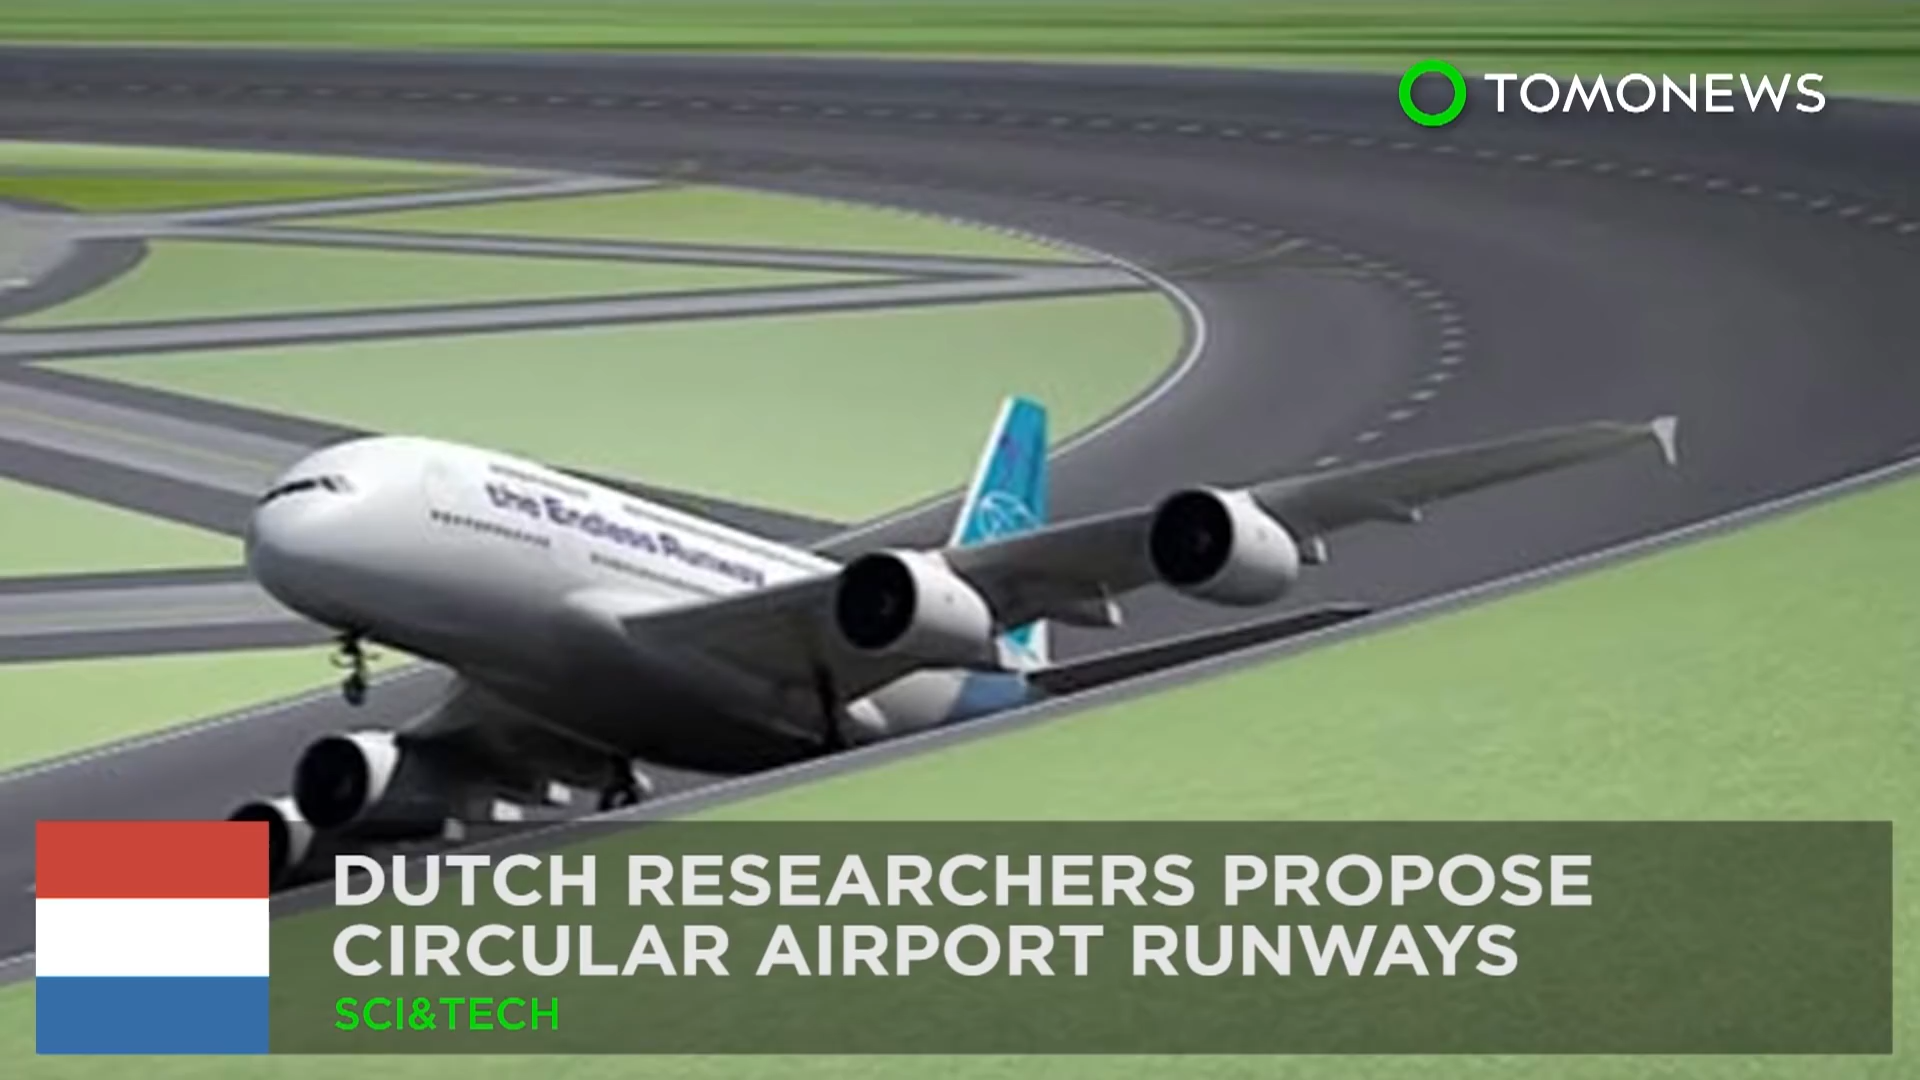 TOMONEWS
the Endless Runway
DUTCH RESEARCHERS PROPOSE
CIRCULAR AIRPORT RUNWAYS
SCI&TECH